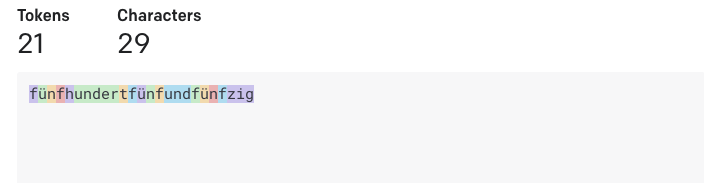 Tokens Characters
21 29
fünfhundertfünfundfünfzig